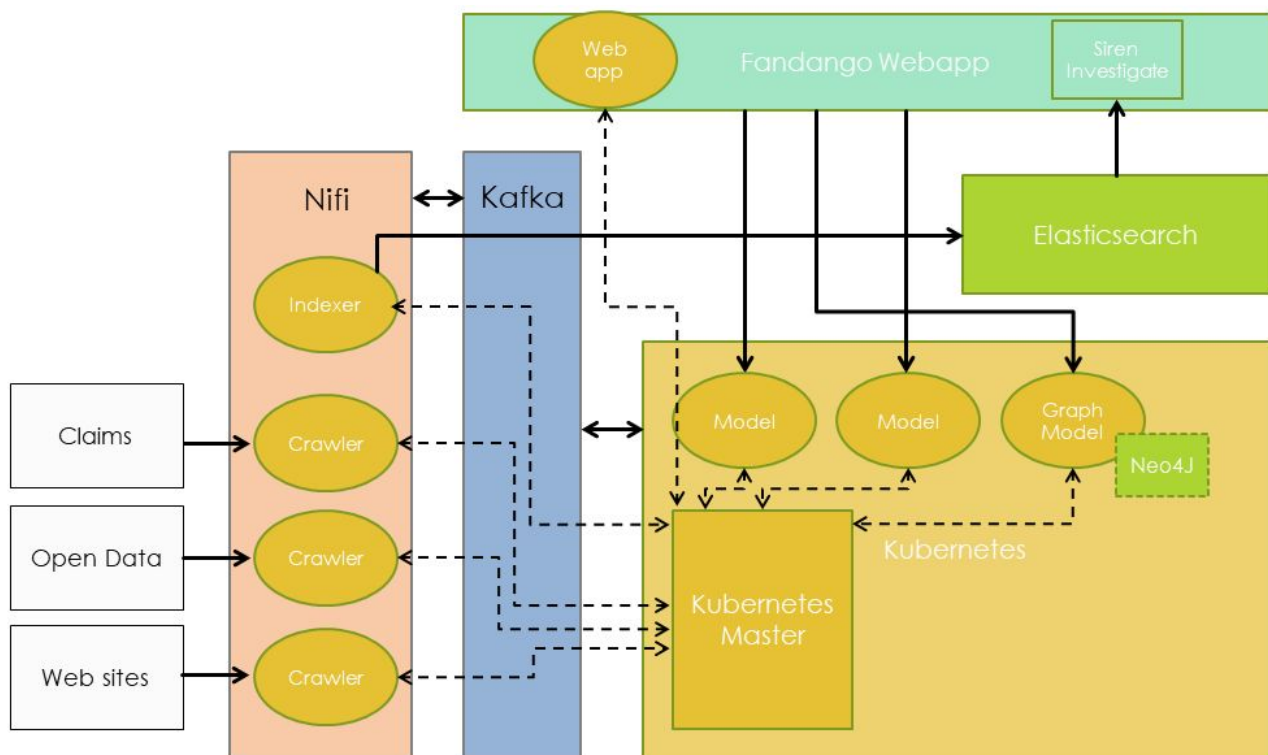 Web
app
Fandango Webapp
Siren
Investigate
Nifi
Kafka
Elasticsearch
Indexer
Claims
Crawler
Model
Model
Graph
Model
Neo4J
Open Data
Crawler
Kubernetes
Kubernetes
Master
Web sites
Crawler